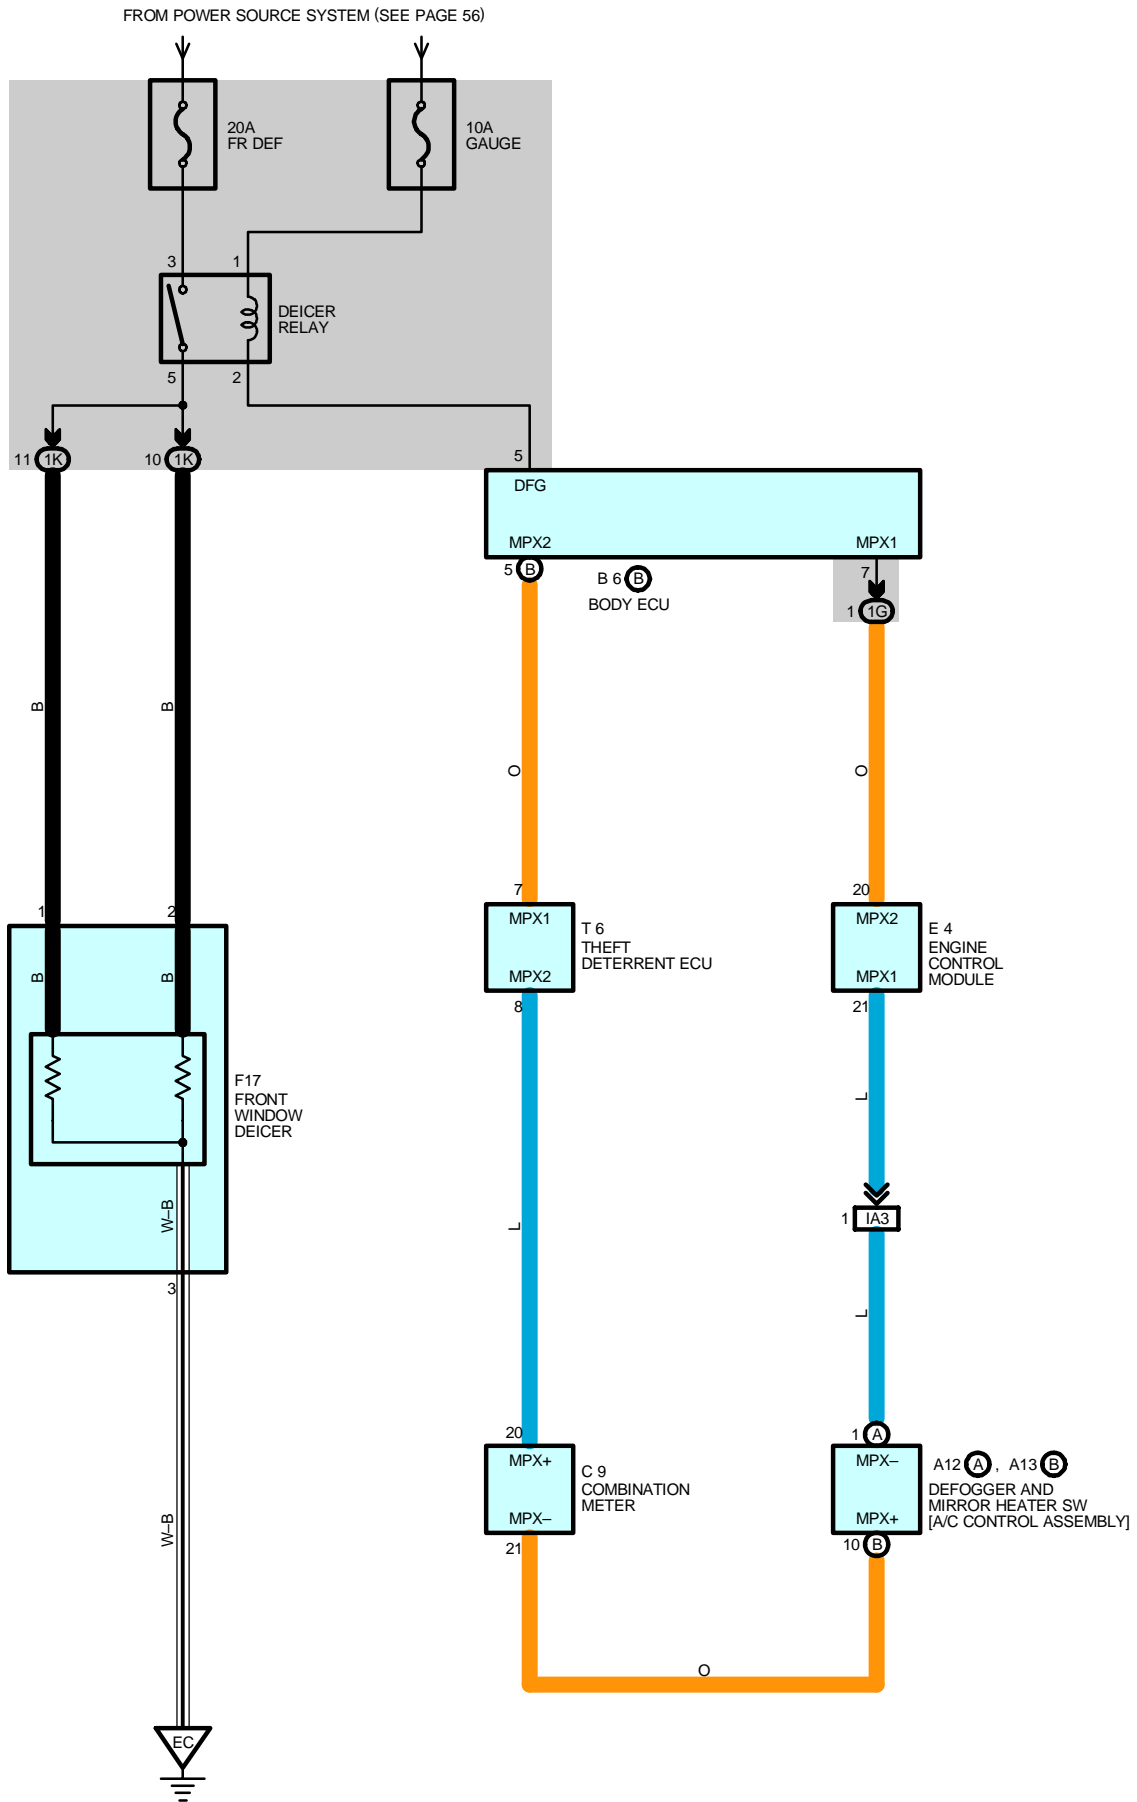 FROM POWER SOURCE SYSTEM (SEE PAGE 56)
20A
FR DEF
10A
GAUGE
3
1
DEICER
RELAY
5
2
11 1K
10 1K
5
DFG
MPX2
MPX1
5 B
B 6 B
BODY ECU
7
1 1G
B
B
O
O
1
2
7
MPX1
MPX2
8
T 6
THEFT
DETERRENT ECU
20
MPX2
MPX1
21
E 4
ENGINE
CONTROL
MODULE
B
B
F17
FRONT
WINDOW
DEICER
W–B
3
L
L
1 IA3
L
20
MPX+
MPX–
21
C 9
COMBINATION
METER
1 A
MPX–
MPX+
10 B
A12 A , A13 B
DEFOGGER AND
MIRROR HEATER SW
[A/C CONTROL ASSEMBLY]
W–B
O
EC